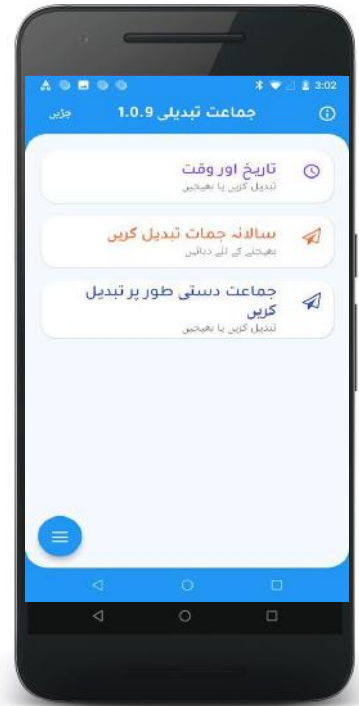 3:02
جماعت تبدیلی 1.0.9
جڑیں
تاریخ اور وقت
تبدیل کریں یا بھیجیں
سالانہ جمات تبدیل کریں
بھیجنے کے لئے دبائیں
جماعت دستی طور پر تبدیل
کریں
تبدیل کریں یا بھیجیں